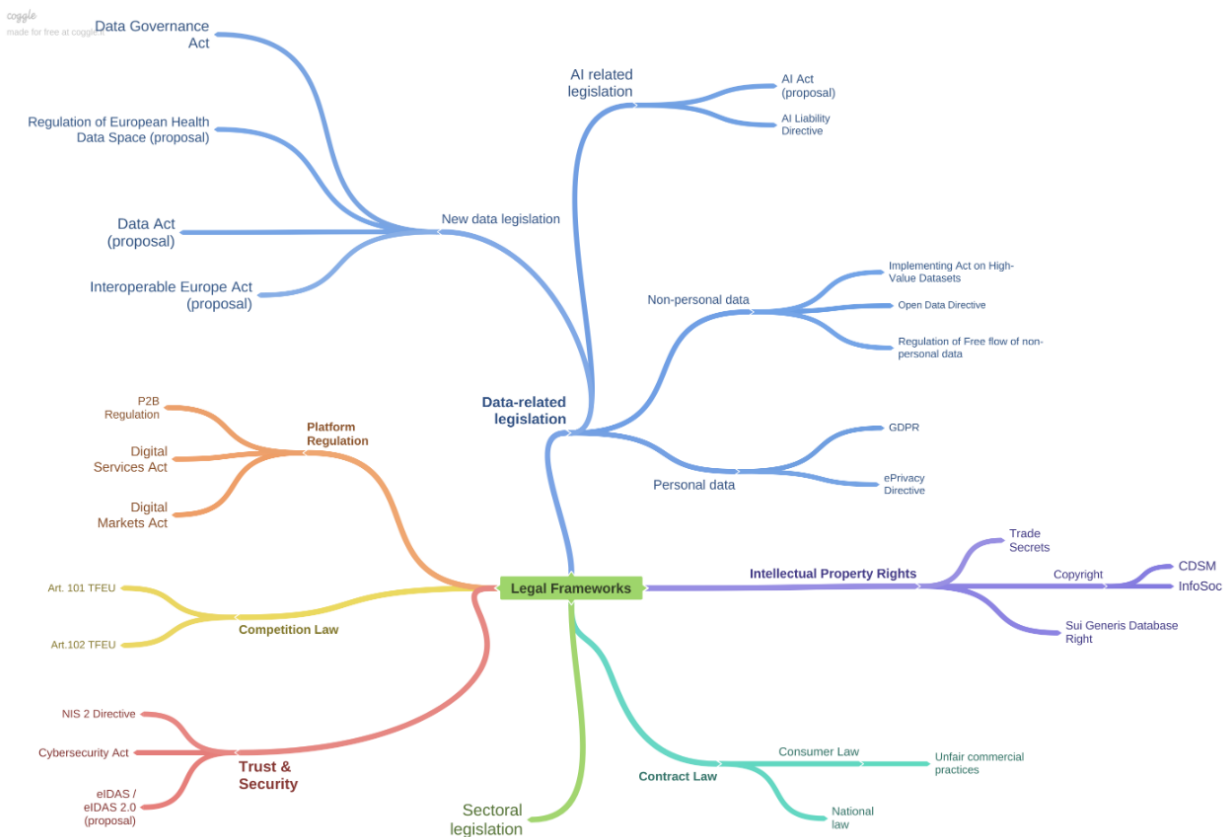 coggle
made for free at coggle.it
Data Governance
Act
Regulation of European Health
Data Space (proposal)
Data Act
(proposal)
Interoperable Europe Act
(proposal)
New data legislation
AI related
legislation
AI Act
(proposal)
AI Liability
Directive
Non-personal data
Implementing Act on High-
Value Datasets
Open Data Directive
Regulation of Free flow of non-
personal data
Data-related
legislation
Personal data
GDPR
ePrivacy
Directive
P2B
Regulation
Digital
Services Act
Digital
Markets Act
Platform
Regulation
Art. 101 TFEU
Art.102 TFEU
Competition Law
Legal Frameworks
Intellectual Property Rights
Trade
Secrets
Copyright
CDSM
InfoSoc
Sui Generis Database
Right
NIS 2 Directive
Cybersecurity Act
eIDAS /
eIDAS 2.0
(proposal)
Trust &
Security
Sectoral
legislation
Contract Law
Consumer Law
Unfair commercial
practices
National
law